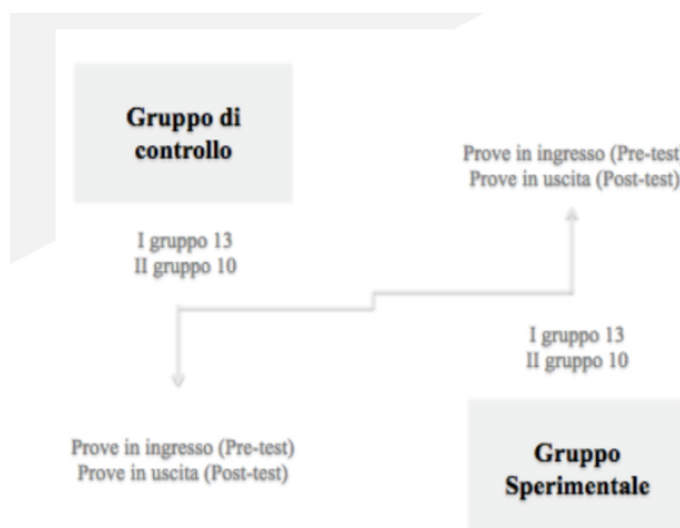 Gruppo di
controllo
I gruppo 13
II gruppo 10
Prove in ingresso (Pre-test)
Prove in uscita (Post-test)
Prove in ingresso (Pre-test)
Prove in uscita (Post-test)
I gruppo 13
II gruppo 10
Gruppo
Sperimentale